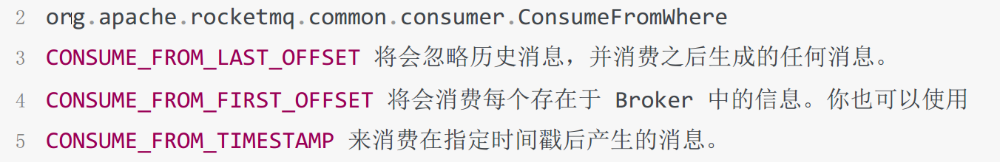 2 org.apache.rocketmq.common.consumer.ConsumeFromWhere
3 CONSUME_FROM_LAST_OFFSET 将会忽略历史消息，并消费之后生成的任何消息。
4 CONSUME_FROM_FIRST_OFFSET 将会消费每个存在于 Broker 中的信息。你也可以使用
5 CONSUME_FROM_TIMESTAMP 来消费在指定时间戳后产生的消息。